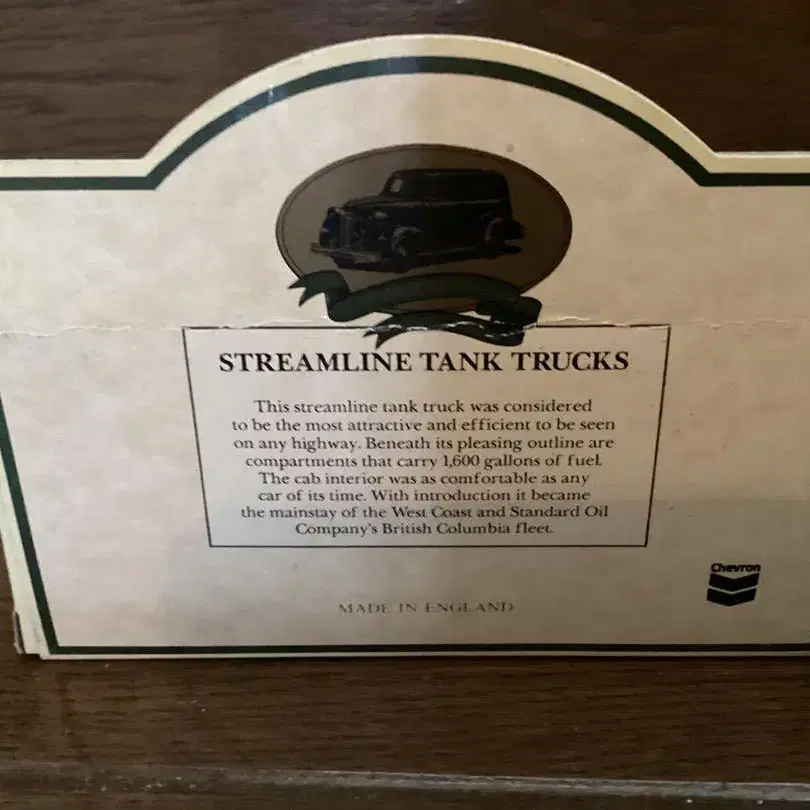 STREAMLINE TANK TRUCKS
This streamline tank truck was considered
to be the most attractive and efficient to be seen
on any highway. Beneath its pleasing outline are
compartments that carry 1,600 gallons of fuel.
The cab interior was as comfortable as any
car of its time. With introduction it became
the mainstay of the West Coast and Standard Oil
Company's British Columbia fleet.
Chevron
MADE IN ENGLAND